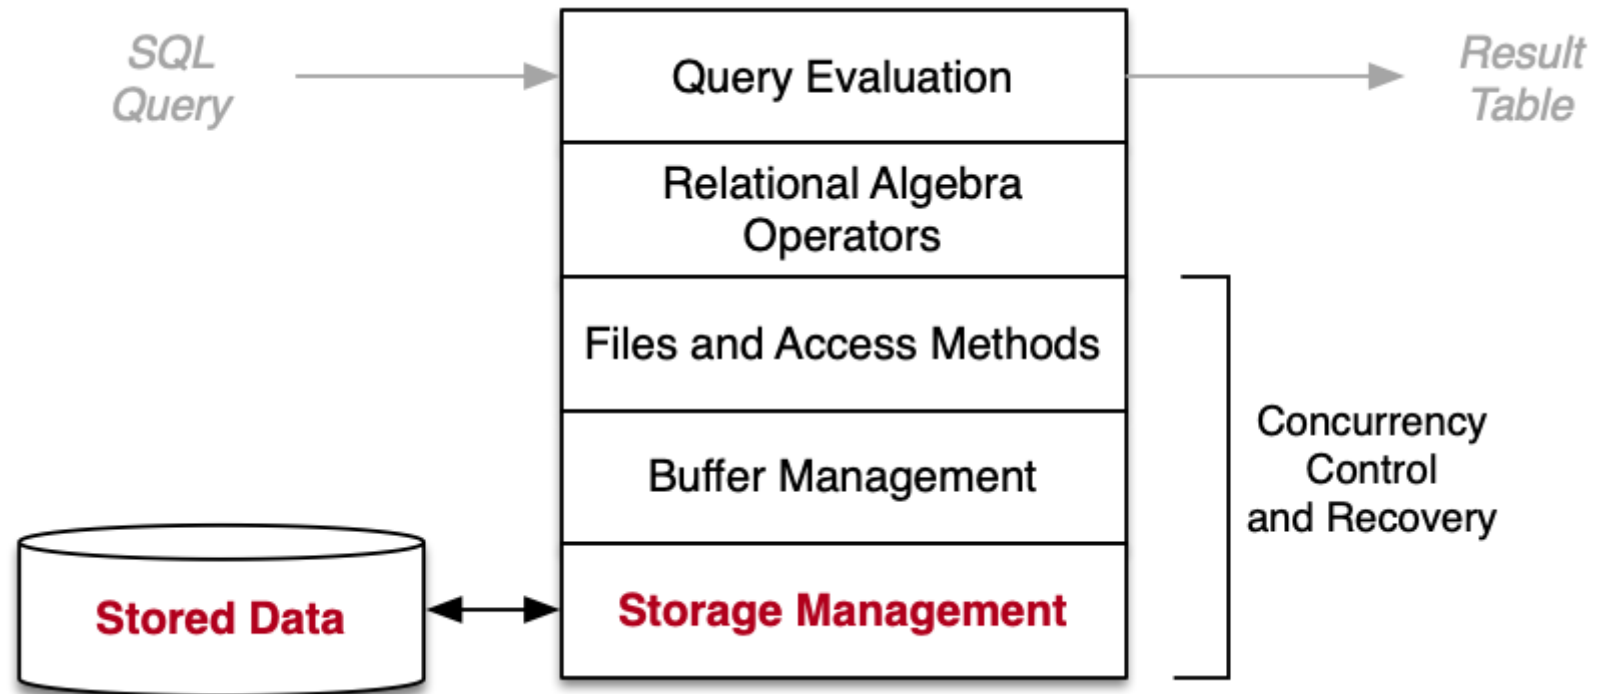 SQL
Query
Query Evaluation
Result
Table
Relational Algebra
Operators
Files and Access Methods
Buffer Management
Concurrency
Control
and Recovery
Stored Data
Storage Management